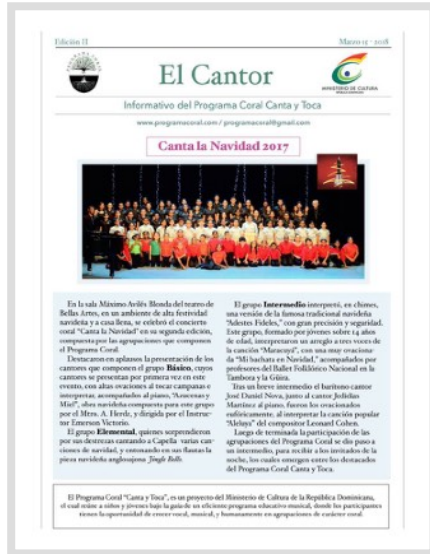 Edición II
Marzo 12 - 2018
El Cantor
MINISTERIO DE CULTURA
Informativo del Programa Coral Canta y Toca
www.programacoral.com / programacoral@gmail.com
Canta la Navidad 2017
En la sala Máximo Avilés Blonda del teatro de
Bellas Artes, en un ambiente de alta festividad
navideña y a casa llena, se celebró el concierto
coral "Canta la Navidad" en su segunda edición,
compuesta por las agrupaciones que componen
el Programa Coral.
Destacaron en aplausos la presentación de los
cantores que componen el grupo Básico, cuyos
cantores se presentan por primera vez en este
evento, con altas ovaciones al tocar campanas e
interpretar, acompañados al piano, "Azucenas y
Miel", obra navideña compuesta para este grupo
por el Mtro. A. Herde, y dirigida por el Instruc-
tor Emerson Victorio.
El grupo Elemental, quienes sorprendieron
por sus destrezas cantando a Capella varias can-
ciones de navidad, y entonando en sus flautas la
pieza navideña anglosajona Jingle Bells.
El grupo Intermedio interpretó, en chimes,
una versión de la famosa tradicional navideña
"Adestes Fideles," con gran precisión y seguridad.
Este grupo, formado por jóvenes sobre 14 años
de edad, interpretaron un arreglo a tres voces de
la canción "Maracuyá", con una muy oraciona-
da "Mi bachata en Navidad," acompañados por
profesores del Ballet Folklórico Nacional en la
Tambora y la Güira.
Tras un breve intermedio el barítono cantor
José Daniel Nova, junto al cantor Jedidias
Martínez al piano, fueron los ovacionados
eufóricamente, al interpretar la canción popular
"Aleluya" del compositor Leonard Cohen.
Luego de terminada la participación de las
agrupaciones del Programa Coral se dio paso a
un intermedio, para recibir a los invitados de la
noche, los cuales emergen entre los destacados
del Programa Coral Canta y Toca.
El Programa Coral "Canta y Toca", es un proyecto del Ministerio de Cultura de la República Dominicana,
el cual reúne a niños y jóvenes bajo la guía de un eficiente programa educativo musical, donde los participantes
tienen la oportunidad de crecer vocal, musical, y humanamente en agrupaciones de carácter coral.